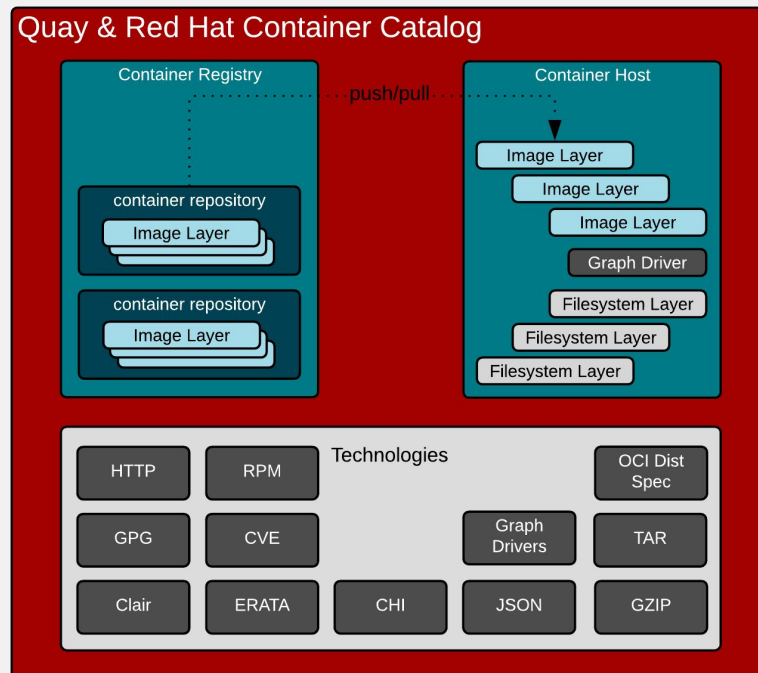 Quay & Red Hat Container Catalog
Container Registry
Container Host
push/pull
container repository
Image Layer
container repository
Image Layer
Image Layer
Image Layer
Image Layer
Graph Driver
Filesystem Layer
Filesystem Layer
Filesystem Layer
Technologies
HTTP
RPM
OCI Dist
Spec
GPG
CVE
Graph
Drivers
TAR
Clair
ERATA
CHI
JSON
GZIP